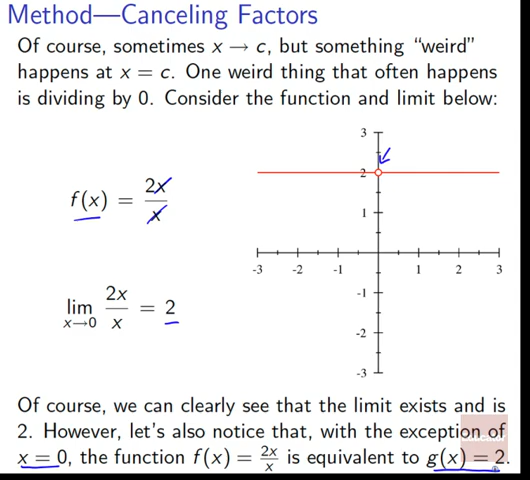 Method—Canceling Factors
Of course, sometimes x → c, but something “weird”
happens at x = c. One weird thing that often happens
is dividing by 0. Consider the function and limit below:
f(x) = 2x/x
lim x→0 2x/x = 2
3
2
1
-3 -2 -1 1 2 3
-1
-2
-3
Of course, we can clearly see that the limit exists and is
2. However, let's also notice that, with the exception of
x = 0, the function f(x) = 2x/x is equivalent to g(x) = 2.